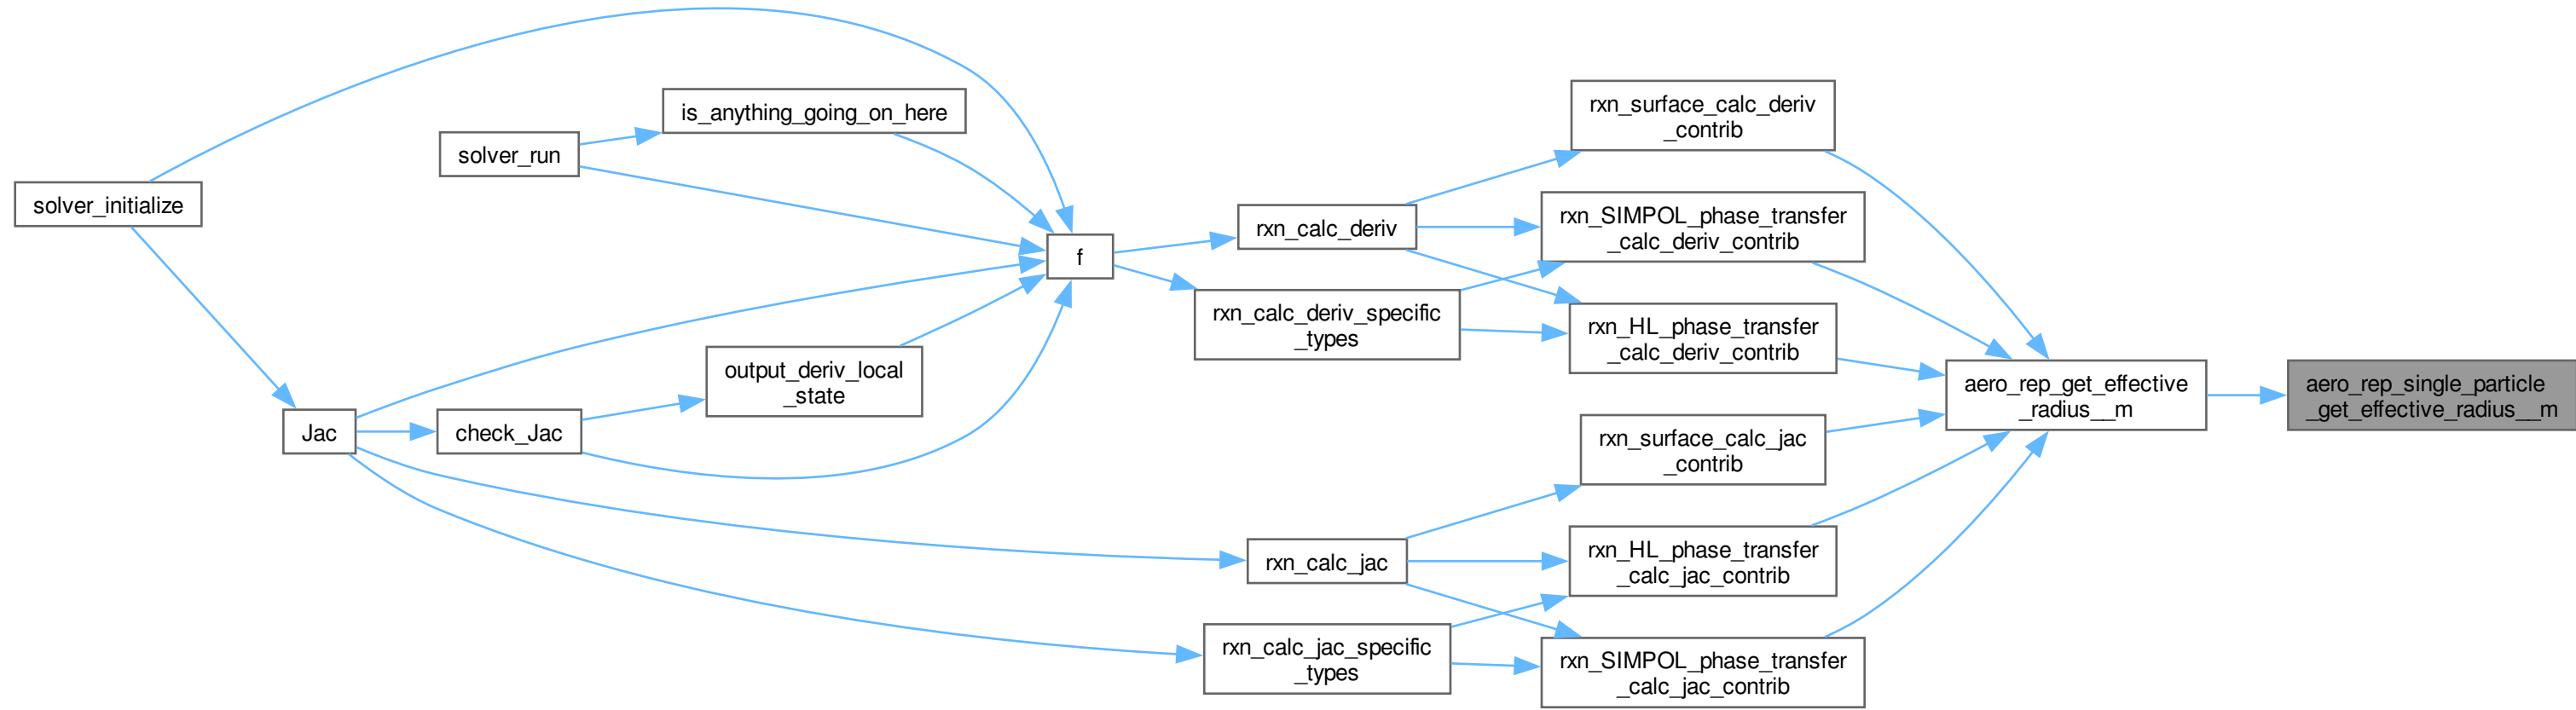 solver_initialize
solver_run
is_anything_going_on_here
Jac
check_Jac
output_deriv_local
_state
f
rxn_calc_deriv
rxn_calc_deriv_specific
_types
rxn_calc_jac
rxn_calc_jac_specific
_types
rxn_surface_calc_deriv
_contrib
rxn_SIMPOL_phase_transfer
_calc_deriv_contrib
rxn_HL_phase_transfer
_calc_deriv_contrib
rxn_surface_calc_jac
_contrib
rxn_HL_phase_transfer
_calc_jac_contrib
rxn_SIMPOL_phase_transfer
_calc_jac_contrib
aero_rep_get_effective
_radius__m
aero_rep_single_particle
_get_effective_radius__m